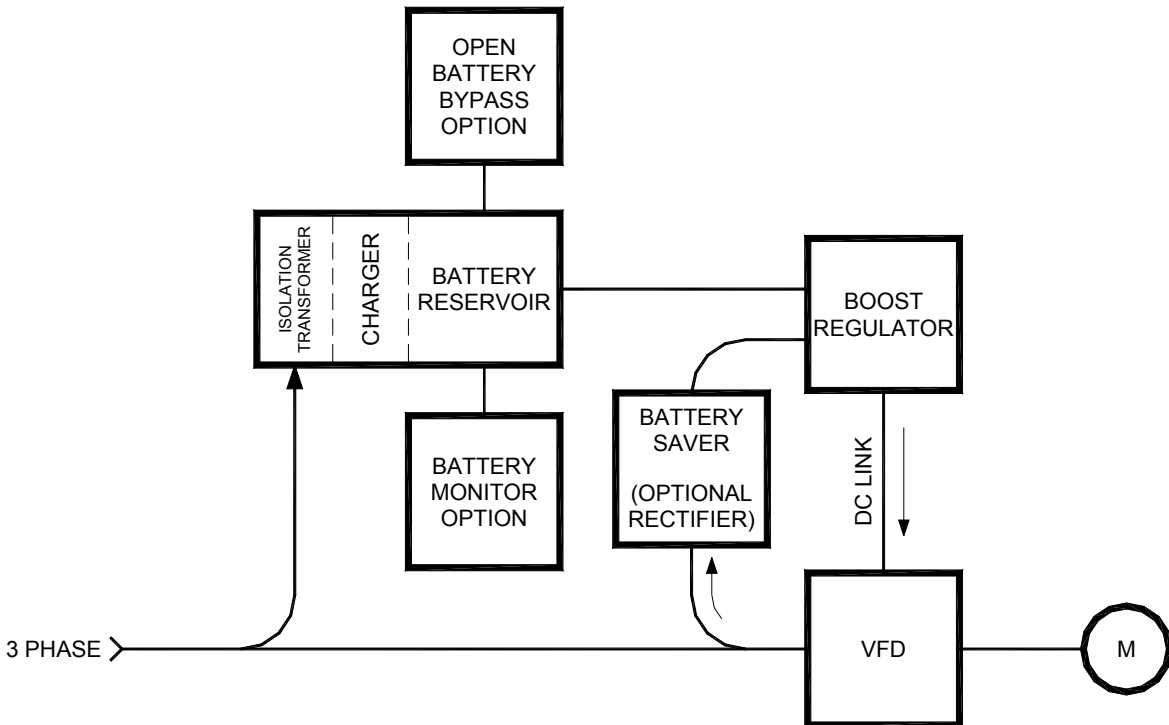 OPEN
BATTERY
BYPASS
OPTION
ISOLATION
TRANSFORMER
CHARGER
BATTERY
RESERVOIR
BOOST
REGULATOR
BATTERY
SAVER
(OPTIONAL
RECTIFIER)
BATTERY
MONITOR
OPTION
DC LINK
3 PHASE
VFD
M